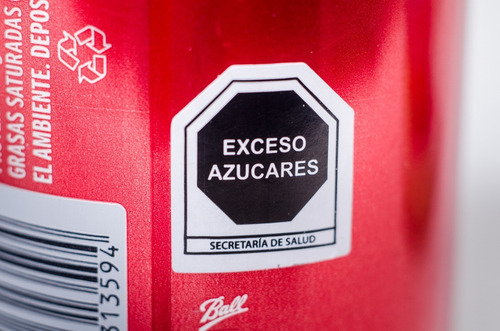 GRASAS SATURADAS
EL AMBIENTE. DEPOS
EXCESO
AZUCARES
SECRETARÍA DE SALUD
313594
Ball